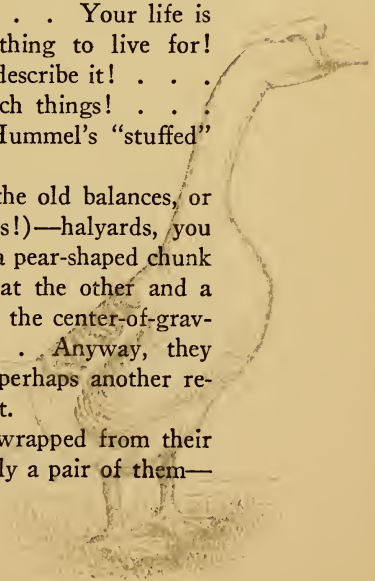 . . Your life is
thing to live for!
describe it! . . .
ch things! . . .
Hummel's “stuffed”
the old balances, or
s!)—halyards, you
a pear-shaped chunk
at the other and a
the center-of-grav-
. Anyway, they
perhaps another re-
t.
wrapped from their
ly a pair of them—